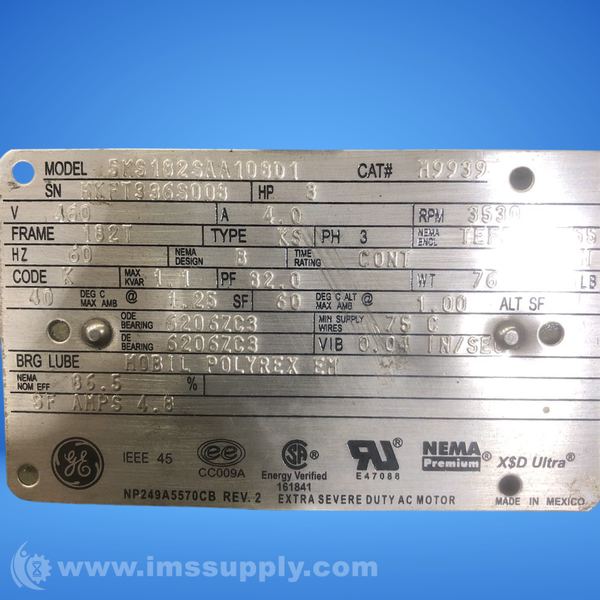 MODEL 5KS182SAA108D1 CAT# M9939
SN HP 3
V 460 A 4.0 RPM 3530
FRAME 182T TYPE KS PH 3 NEMA ENCL
HZ 60 NEMA DESIGN B TIME RATING CONT
CODE K MAX KVAR 1.1 PF 82.0 WT 76 LB
40 DEG C MAX AMB @ 1.25 SF 60 DEG C ALT MAX AMB @ 1.00 ALT SF
ODE BEARING 6206ZC3 MIN SUPPLY WIRES 75 C
DE BEARING 6206ZC3 VIB 0.04 IN/SEC
BRG LUBE MOBIL POLYREX EM
NEMA NOM EFF 86.5 %
SF AMPS 4.8
GE IEEE 45 ee CC009A SA Energy Verified 161841 UR E47088 NEMA Premium X$D Ultra®
NP249A5570CB REV. 2 EXTRA SEVERE DUTY AC MOTOR MADE IN MEXICO
www.imssupply.com